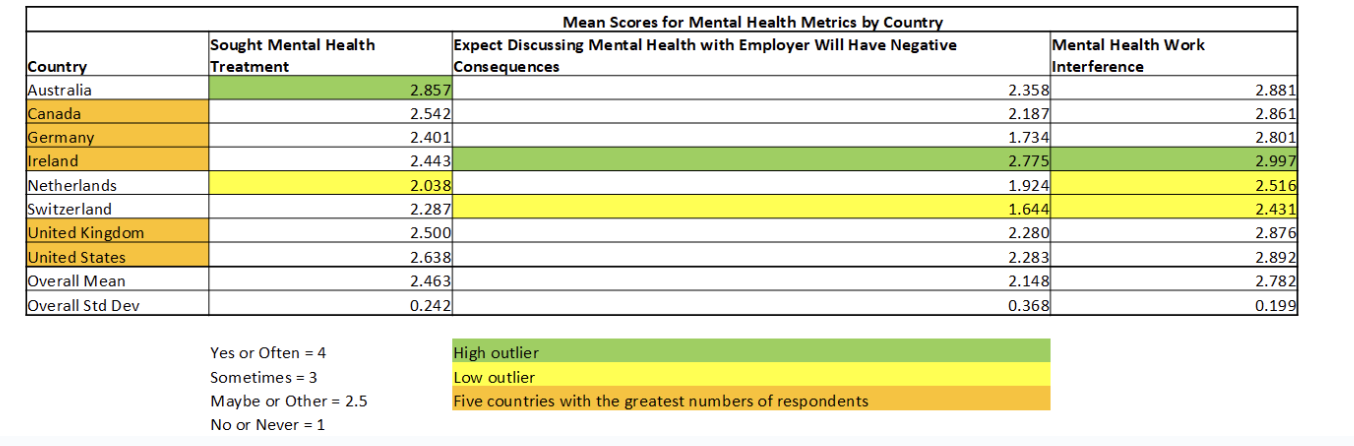 Mean Scores for Mental Health Metrics by Country
Country Sought Mental Health Treatment Expect Discussing Mental Health with Employer Will Have Negative Consequences Mental Health Work Interference
Australia 2.857 2.358 2.881
Canada 2.542 2.187 2.861
Germany 2.401 1.734 2.801
Ireland 2.443 2.775 2.997
Netherlands 2.038 1.924 2.516
Switzerland 2.287 1.644 2.431
United Kingdom 2.500 2.280 2.876
United States 2.638 2.283 2.892
Overall Mean 2.463 2.148 2.782
Overall Std Dev 0.242 0.368 0.199
Yes or Often = 4 High outlier
Sometimes = 3 Low outlier
Maybe or Other = 2.5 Five countries with the greatest numbers of respondents
No or Never = 1